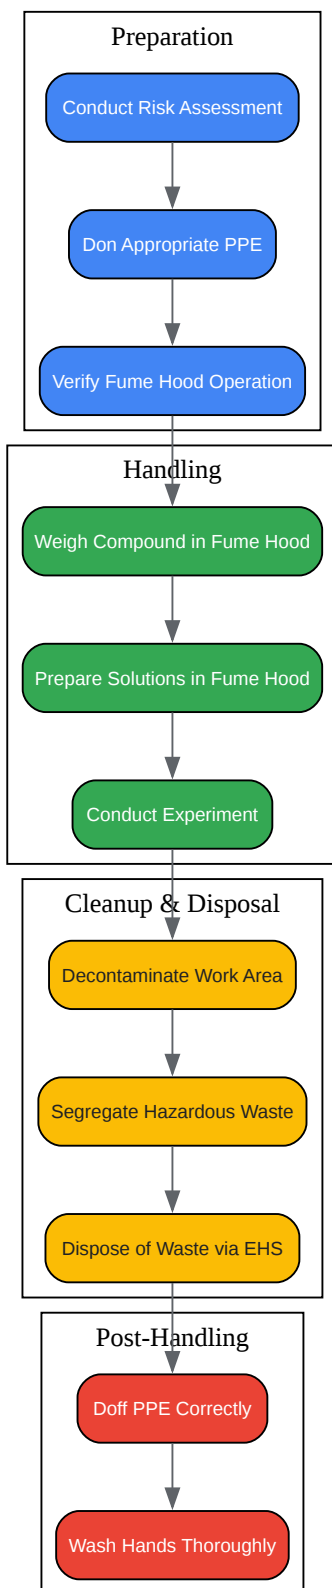 Preparation
Conduct Risk Assessment
Don Appropriate PPE
Verify Fume Hood Operation
Handling
Weigh Compound in Fume Hood
Prepare Solutions in Fume Hood
Conduct Experiment
Cleanup & Disposal
Decontaminate Work Area
Segregate Hazardous Waste
Dispose of Waste via EHS
Post-Handling
Doff PPE Correctly
Wash Hands Thoroughly